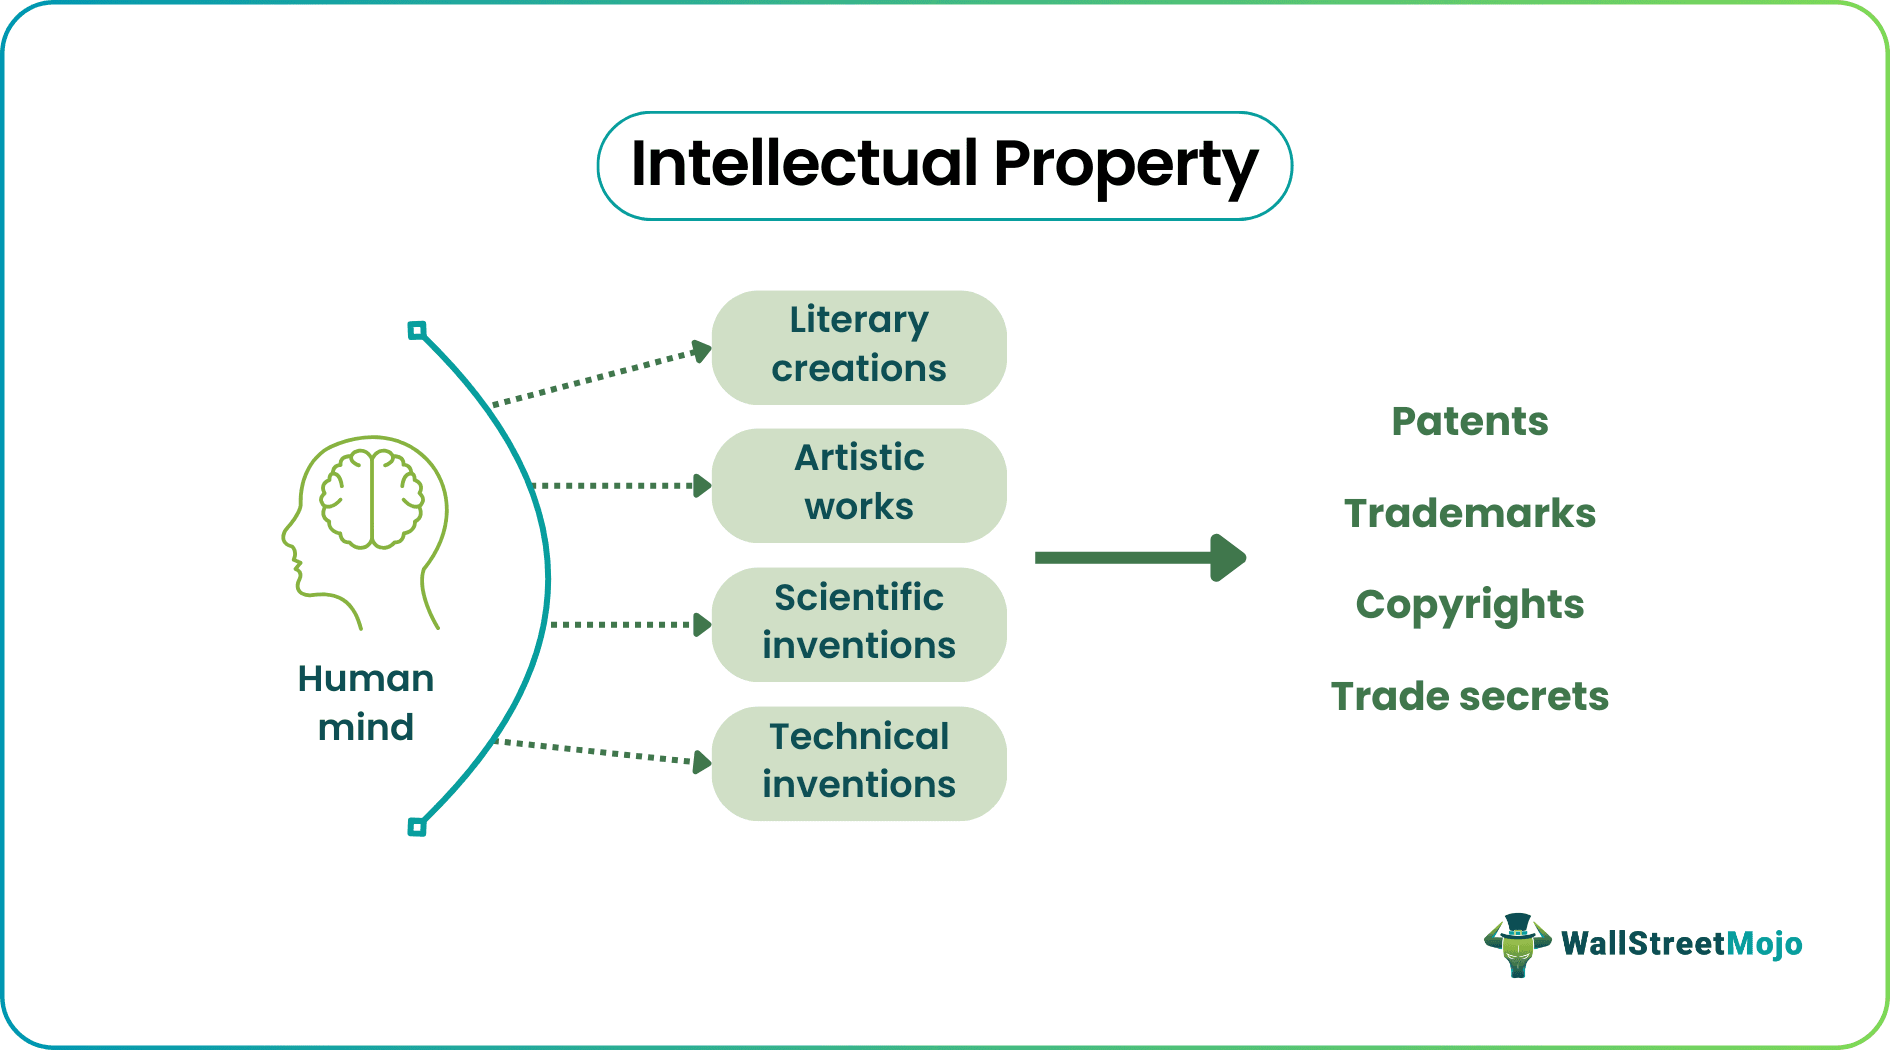 Intellectual Property
Human
mind
Literary
creations
Artistic
works
Scientific
inventions
Technical
inventions
Patents
Trademarks
Copyrights
Trade secrets
WallStreetMojo